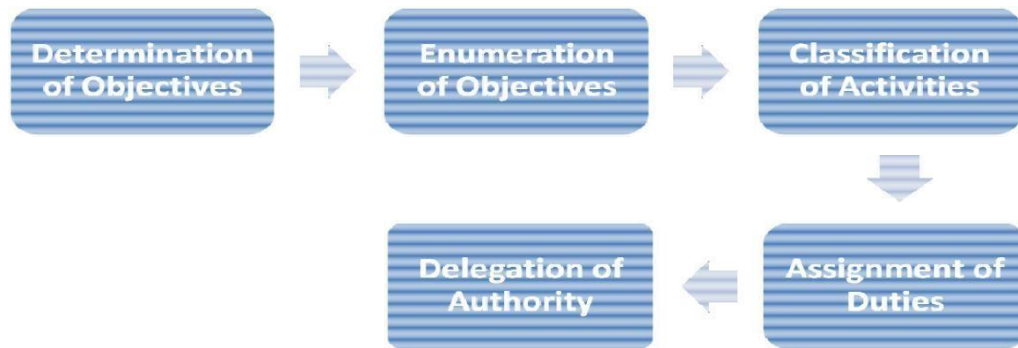 Determination
of Objectives
Enumeration
of Objectives
Classification
of Activities
Assignment of
Duties
Delegation of
Authority